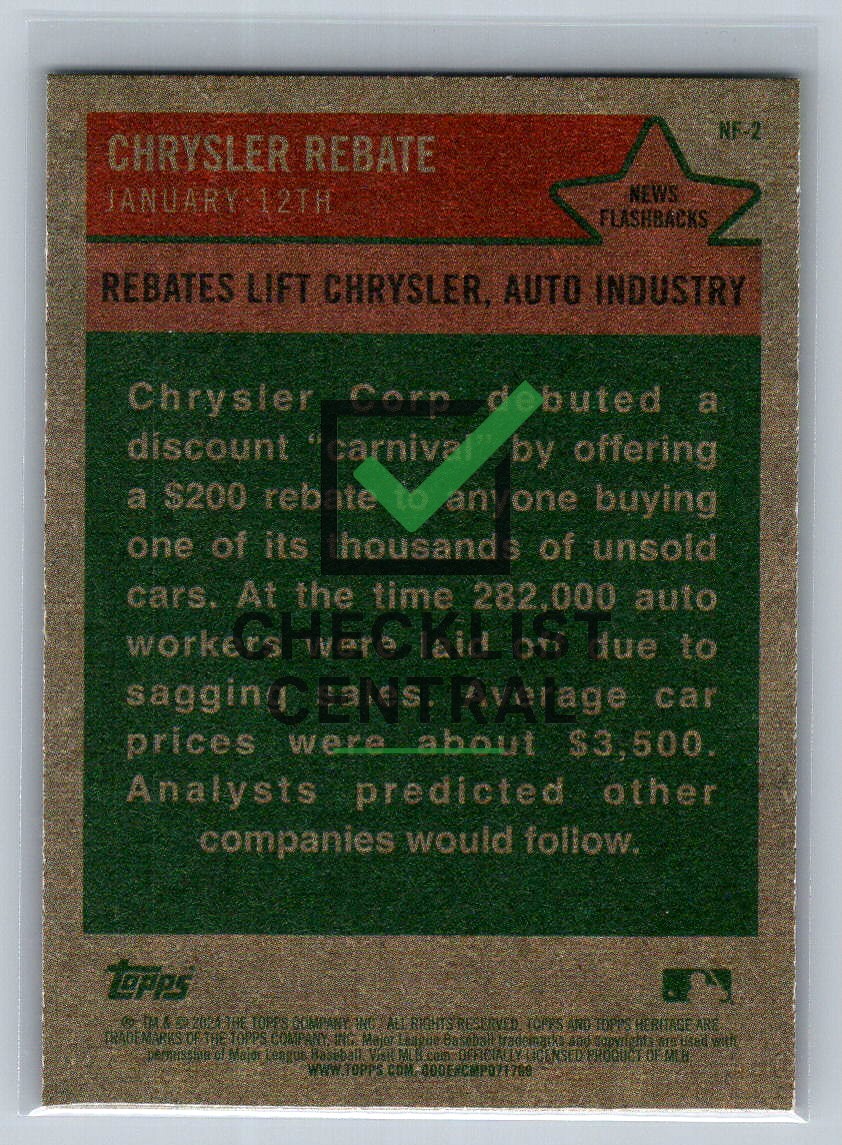 NF-2
CHRYSLER REBATE
JANUARY 12TH
NEWS
FLASHBACKS
REBATES LIFT CHRYSLER, AUTO INDUSTRY
Chrysler Corp debuted a
discount “carnival” by offering
a $200 rebate to anyone buying
one of its thousands of unsold
cars. At the time 282,000 auto
workers were laid off due to
sagging sales. Average car
prices were about $3,500.
Analysts predicted other
companies would follow.
CHECKLIST
CENTRAL
Topps
® TM & © 2024 THE TOPPS COMPANY, INC. ALL RIGHTS RESERVED. TOPPS AND TOPPS HERITAGE ARE
TRADEMARKS OF THE TOPPS COMPANY, INC. Major League Baseball trademarks and copyrights are used with
permission of Major League Baseball. Visit MLB.com. OFFICIALLY LICENSED PRODUCT OF MLB
WWW.TOPPS.COM